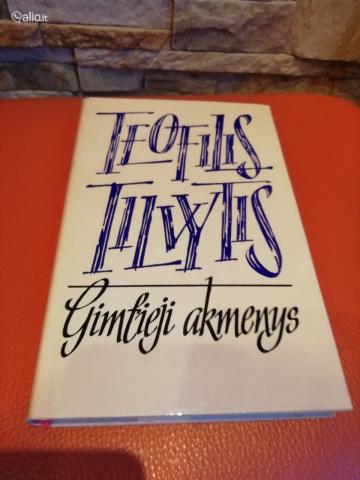 alio.lt
TEOFILIS
TILVYTIS
Gimtieji akmenys